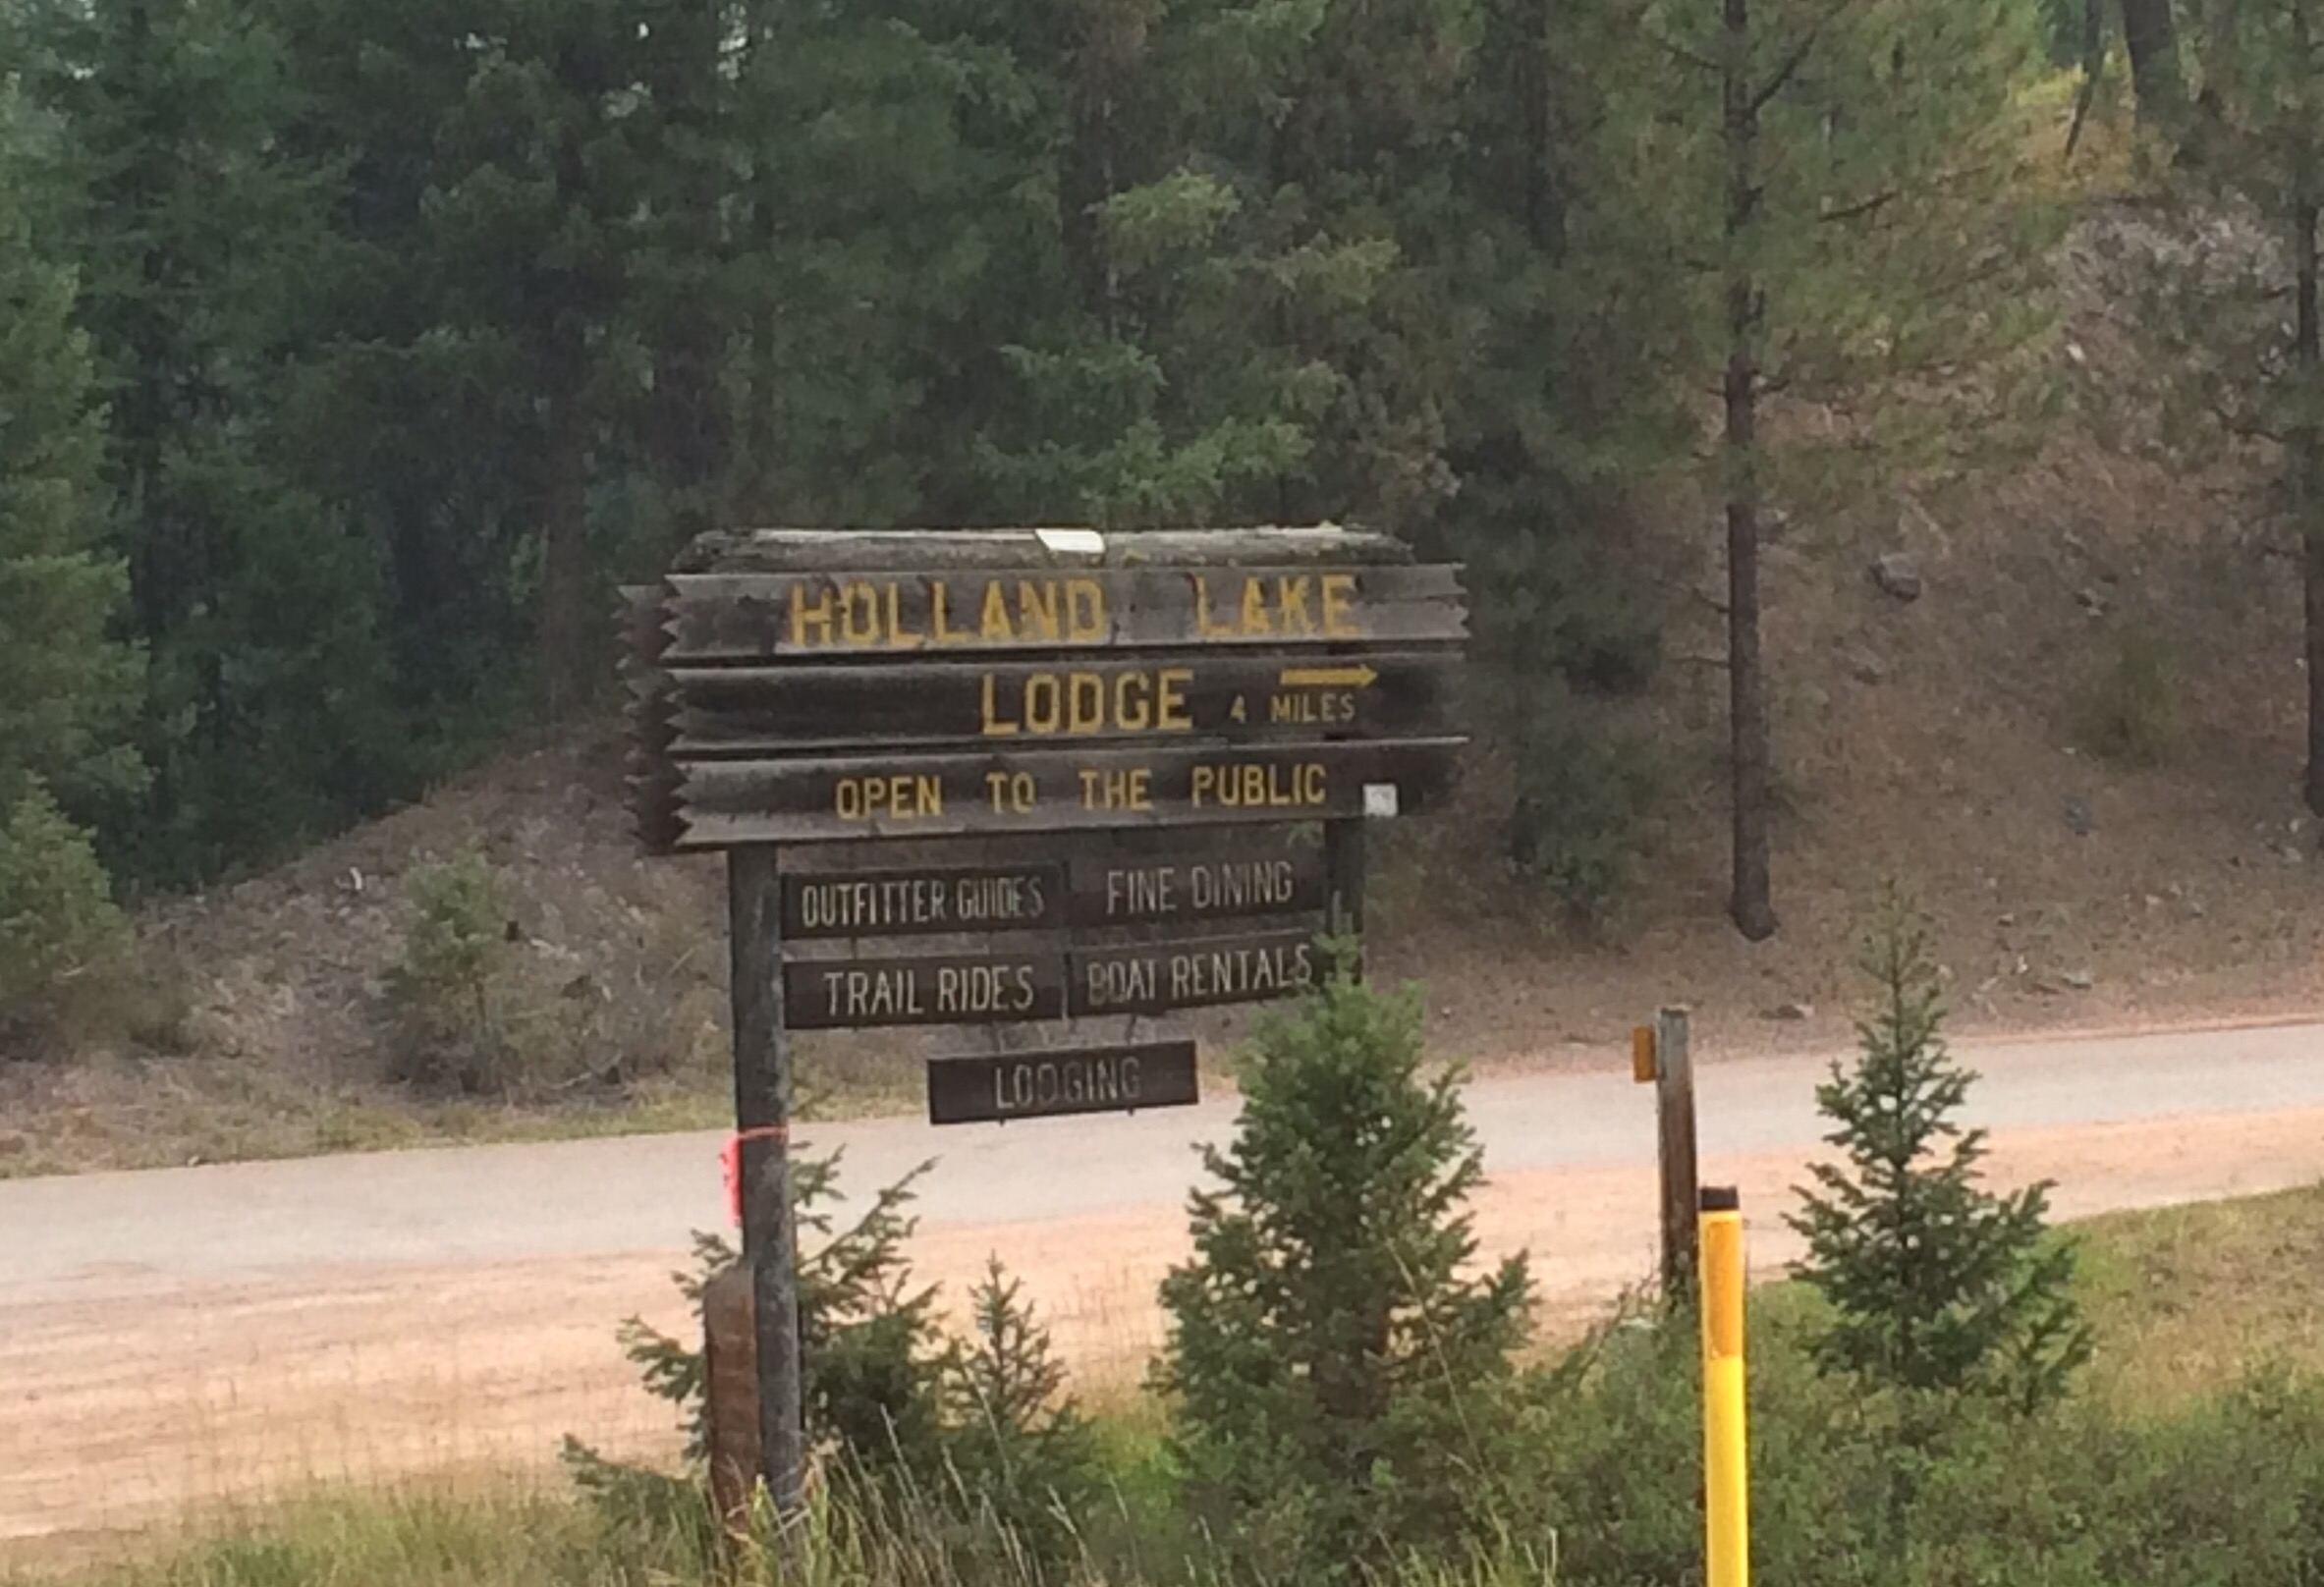 HOLLAND LAKE
LODGE 4 MILES
OPEN TO THE PUBLIC
OUTFITTER GUIDES FINE DINING
TRAIL RIDES BOAT RENTALS
LODGING